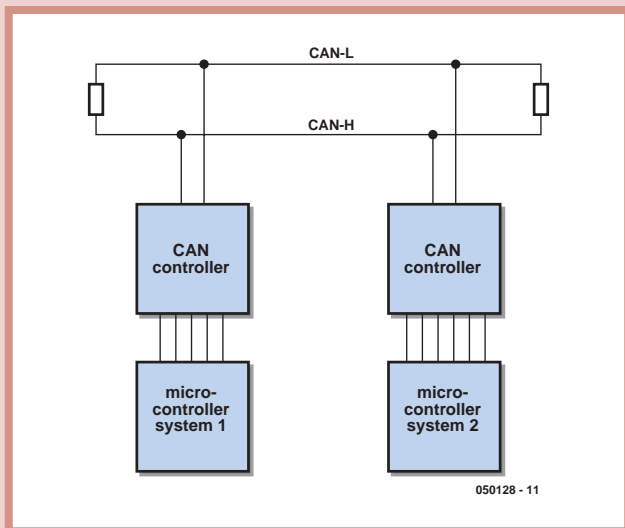 CAN-L
CAN-H
CAN
controller
CAN
controller
micro-
controller
system 1
micro-
controller
system 2
050128 - 11